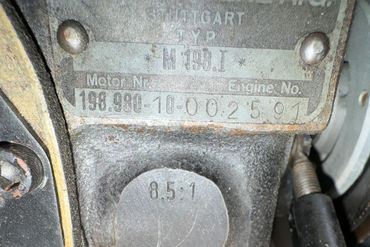 STUTTGART
TYP
* M 198.I *
Motor Nr. Engine No.
198.980-10-002591
8.5:1